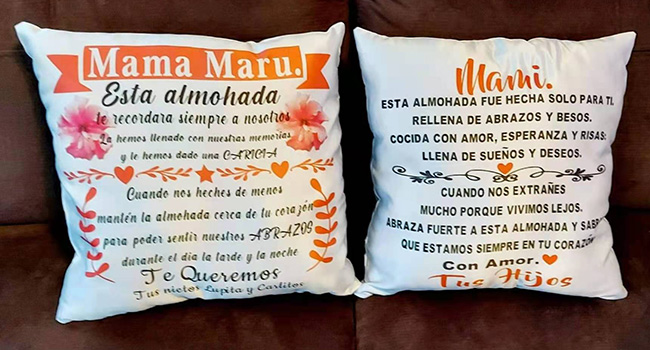 Mama Maru.
Esta almohada
te recordara siempre a nosotros
La hemos llenado con nuestras memorias
y le hemos dado una CARICIA
Cuando nos heches de menos
mantén la almohada cerca de tu corazón
para poder sentir nuestros ABRAZOS
durante el dia la tarde y la noche
Te Queremos
Tus nietos Lupita y Carlitos
Mami.
ESTA ALMOHADA FUE HECHA SOLO PARA TI.
RELLENA DE ABRAZOS Y BESOS.
COCIDA CON AMOR, ESPERANZA Y RISAS:
LLENA DE SUEÑOS Y DESEOS.
CUANDO NOS EXTRAÑES
MUCHO PORQUE VIVIMOS LEJOS.
ABRAZA FUERTE A ESTA ALMOHADA Y SABR
QUE ESTAMOS SIEMPRE EN TU CORAZÓN
Con Amor.
Tus Hijos